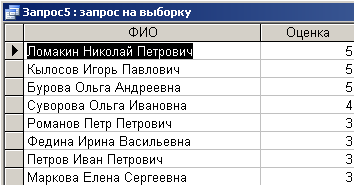 Запрос5 : запрос на выборку
ФИО Оценка
Ломакин Николай Петрович 5
Кылосов Игорь Павлович 5
Бурова Ольга Андреевна 5
Суворова Ольга Ивановна 4
Романов Петр Петрович 3
Федина Ирина Васильевна 3
Петров Иван Петрович 3
Маркова Елена Сергеевна 3